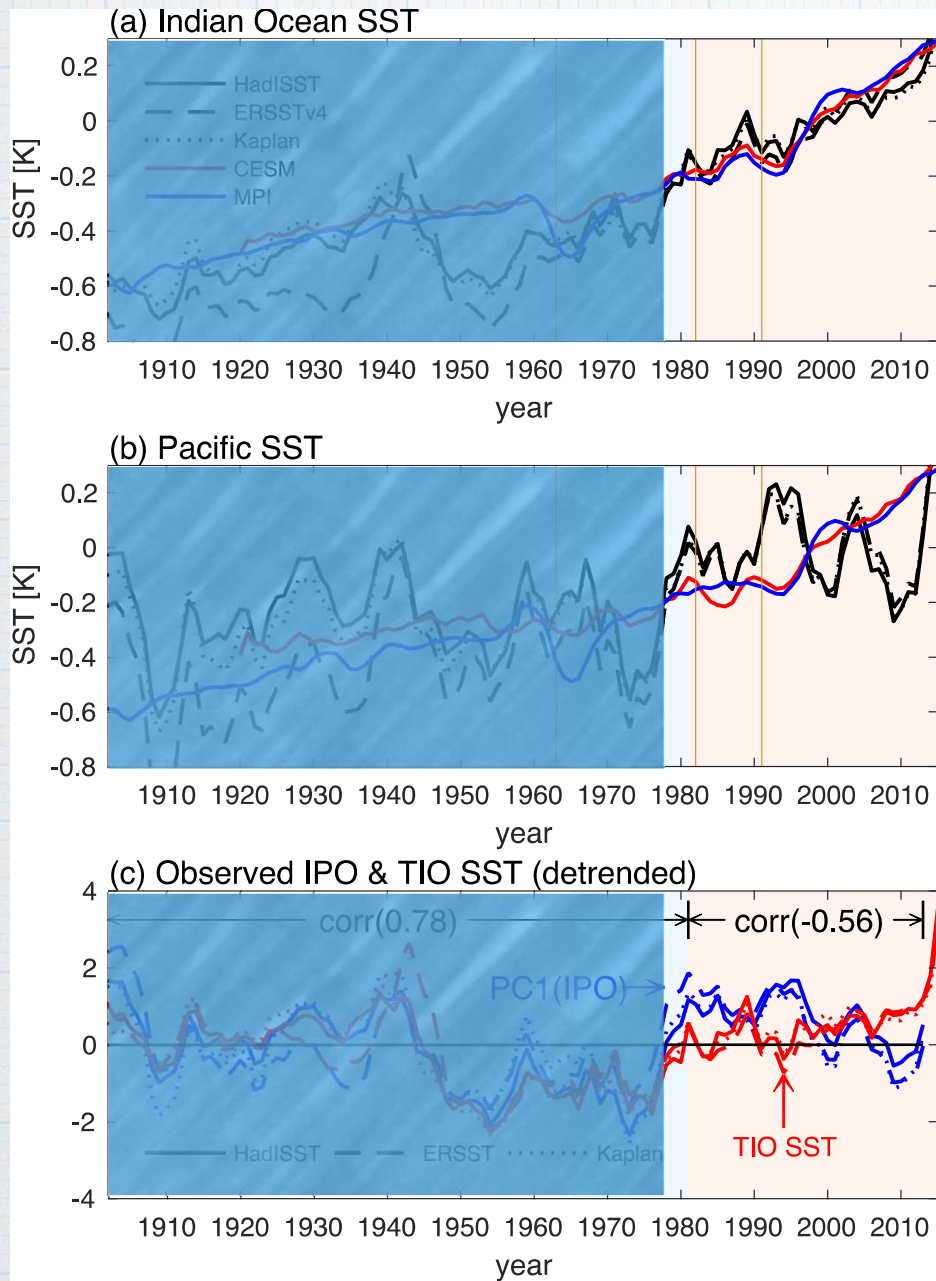 (a) Indian Ocean SST
0.2
0
-0.2
-0.4
-0.6
-0.8
SST [K]
HadISST
ERSSTv4
Kaplan
CESM
MPI
1910 1920 1930 1940 1950 1960 1970 1980 1990 2000 2010
year
(b) Pacific SST
0.2
0
-0.2
-0.4
-0.6
-0.8
SST [K]
1910 1920 1930 1940 1950 1960 1970 1980 1990 2000 2010
year
(c) Observed IPO & TIO SST (detrended)
4
2
0
-2
-4
corr(0.78) corr(-0.56)
PC1(IPO)
TIO SST
HadISST ERSST Kaplan
1910 1920 1930 1940 1950 1960 1970 1980 1990 2000 2010
year